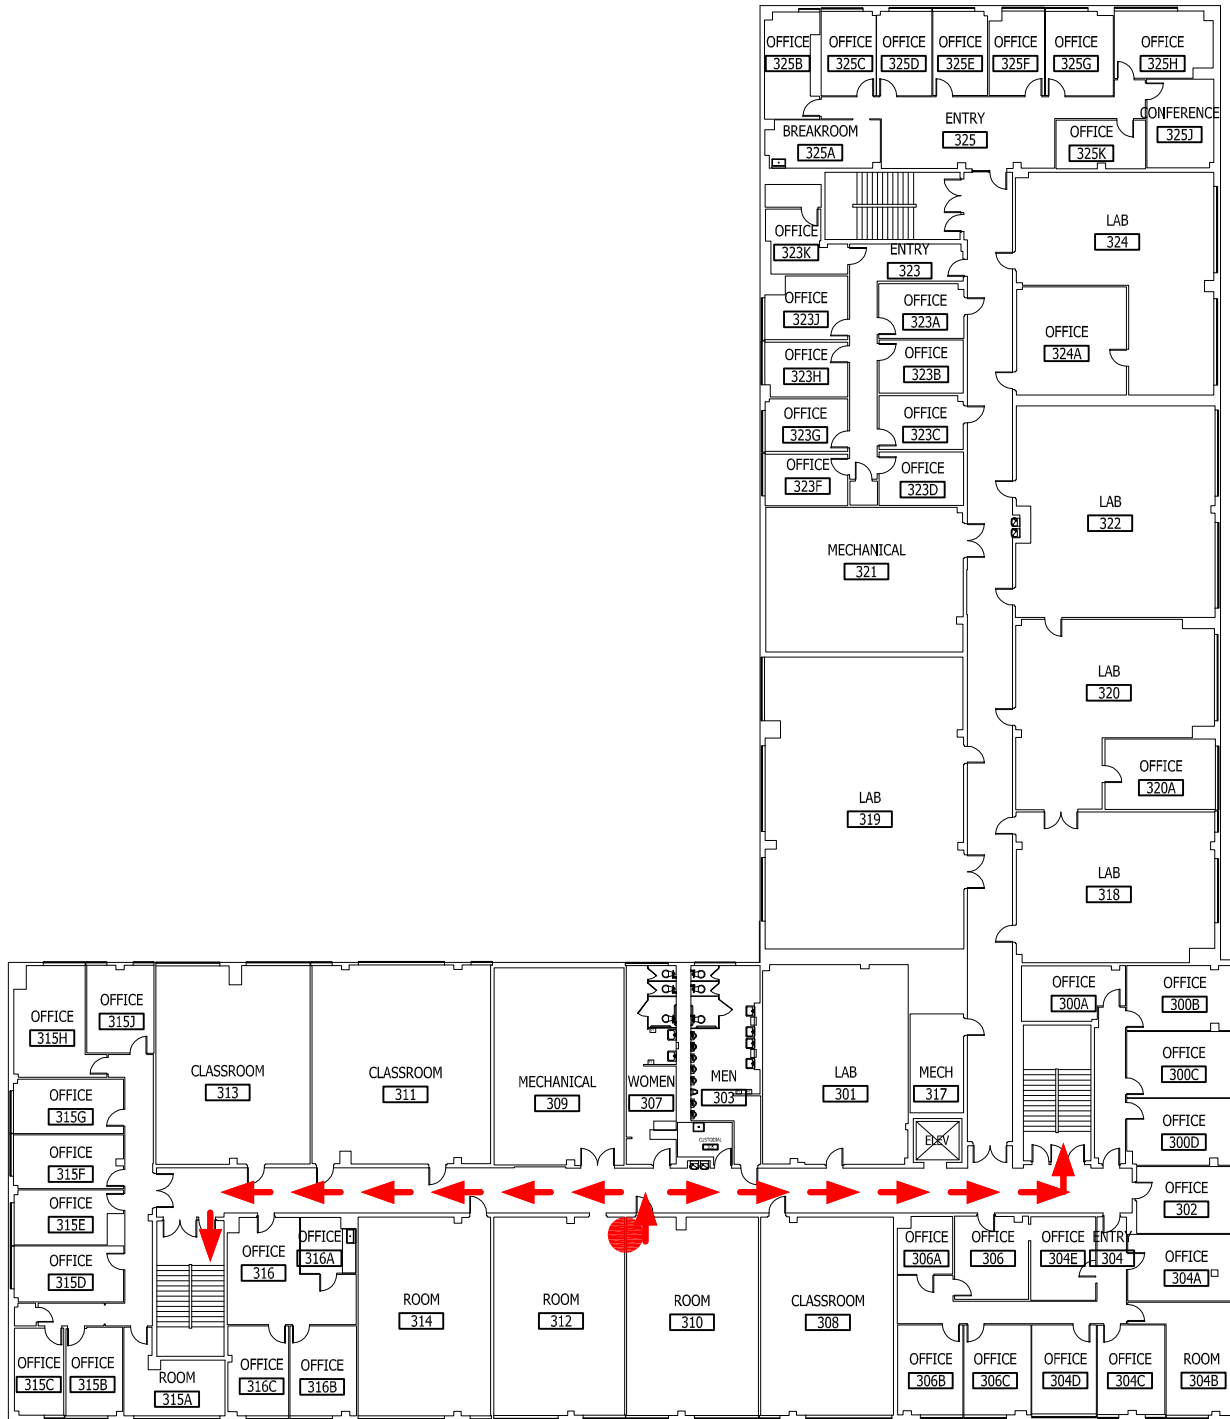 OFFICE OFFICE OFFICE OFFICE OFFICE OFFICE OFFICE
325B 325C 325D 325E 325F 325G 325H
CONFERENCE
325J
ENTRY
325
BREAKROOM
325A
OFFICE
325K
LAB
324
OFFICE
323K
ENTRY
323
OFFICE
323J
OFFICE
323A
OFFICE
324A
OFFICE
323H
OFFICE
323B
OFFICE
323G
OFFICE
323C
OFFICE
323F
OFFICE
323D
LAB
322
MECHANICAL
321
LAB
320
OFFICE
320A
LAB
319
LAB
318
OFFICE
315H
OFFICE
315J
OFFICE
300A
OFFICE
300B
CLASSROOM
313
CLASSROOM
311
MECHANICAL
309
WOMEN
307
MEN
303
LAB
301
MECH
317
OFFICE
300C
OFFICE
315G
OFFICE
315F
CUSTODIAL
ELEV
OFFICE
300D
OFFICE
315E
OFFICE
302
OFFICE
315D
OFFICE
316
OFFICE
316A
OFFICE
306A
OFFICE
306
OFFICE
304E
ENTRY
304
OFFICE
304A
ROOM
314
ROOM
312
ROOM
310
CLASSROOM
308
OFFICE
315C
OFFICE
315B
ROOM
315A
OFFICE
316C
OFFICE
316B
OFFICE
306B
OFFICE
306C
OFFICE
304D
OFFICE
304C
ROOM
304B